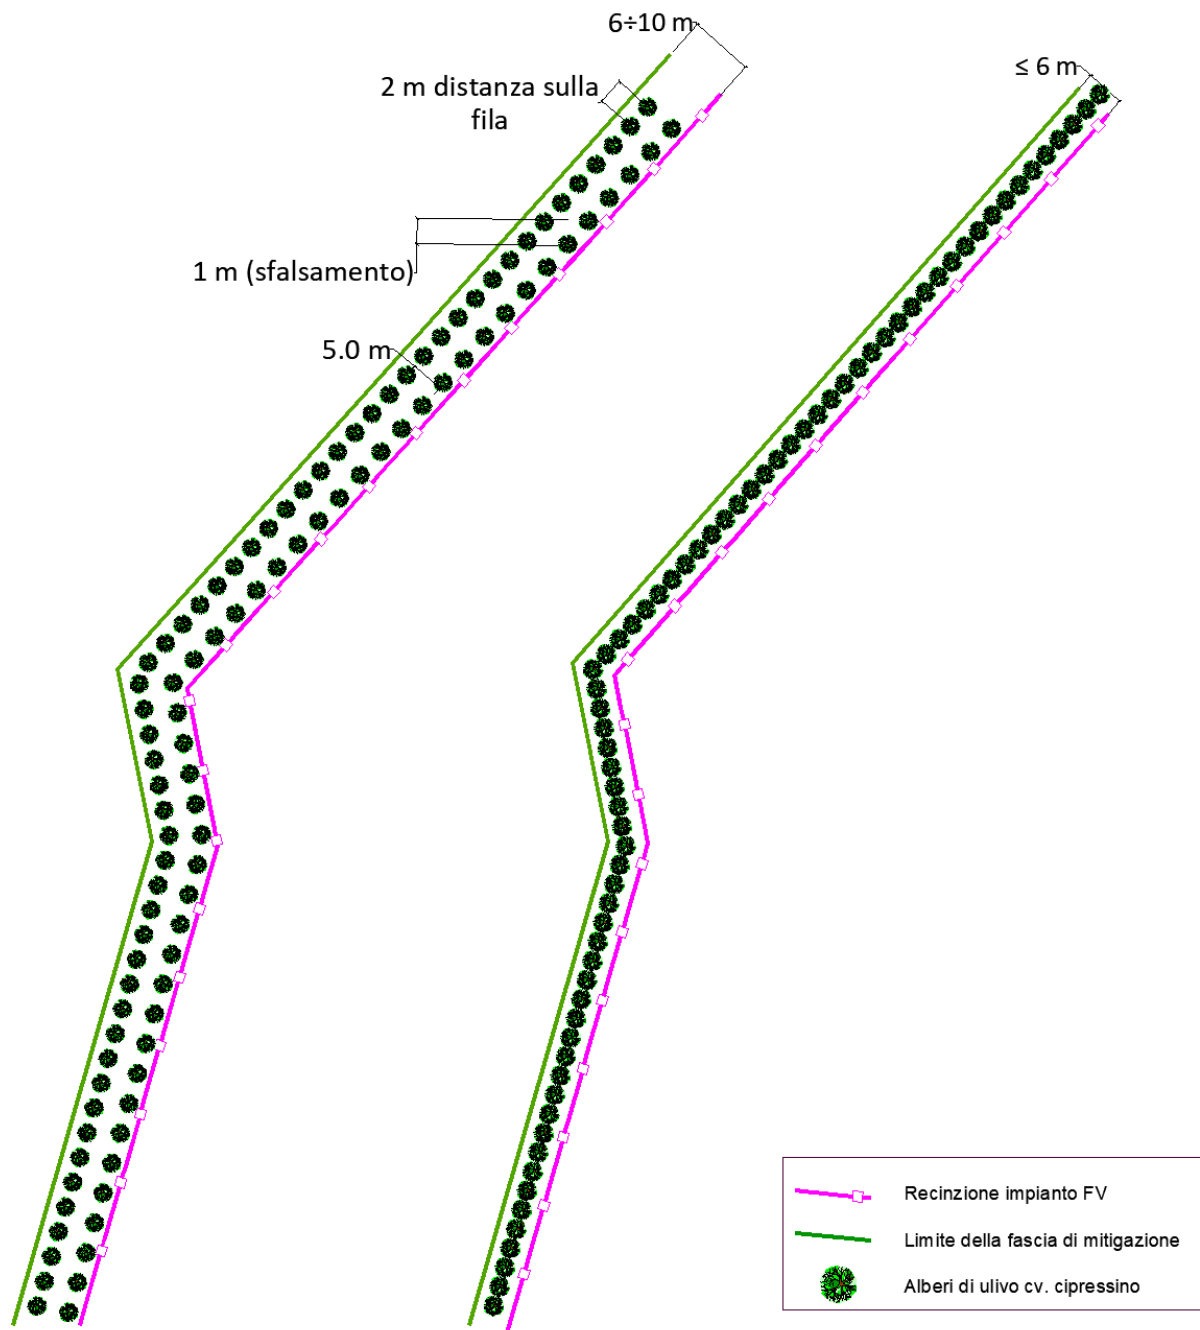 6÷10 m
≤ 6 m
2 m distanza sulla
fila
1 m (sfalsamento)
5.0 m
Recinzione impianto FV
Limite della fascia di mitigazione
Alberi di ulivo cv. cipressino